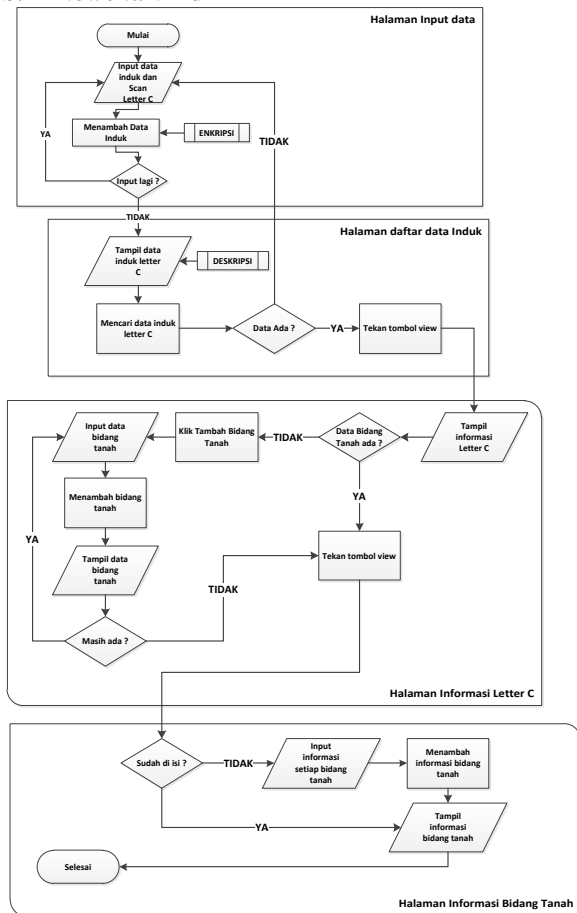 Halaman Input data
Mulai
Input data
induk dan
Scan
Letter C
Menambah Data
Induk
ENKRIPSI
YA
TIDAK
Input lagi ?
TIDAK
Halaman daftar data Induk
Tampil data
induk letter
C
DESKRIPSI
Mencari data induk
letter C
Data Ada ?
YA
Tekan tombol view
Input data
bidang
tanah
Klik Tambah Bidang
Tanah
TIDAK
Data Bidang
Tanah ada ?
Tampil
informasi
Letter C
Menambah bidang
tanah
YA
YA
Tampil data
bidang
tanah
Tekan tombol view
TIDAK
Masih ada ?
Halaman Informasi Letter C
Sudah di isi ?
TIDAK
Input
informasi
setiap bidang
tanah
Menambah
informasi bidang
tanah
YA
Tampil
informasi
bidang tanah
Selesai
Halaman Informasi Bidang Tanah